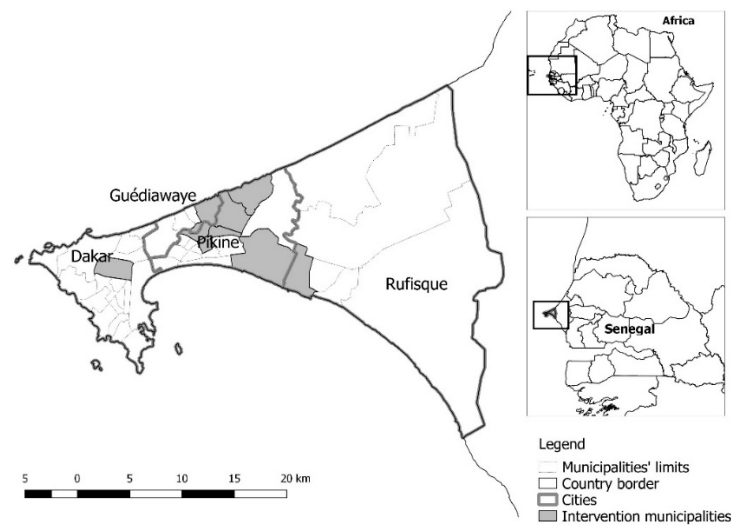 Africa
Guédiawaye
Pikine
Dakar
Rufisque
Senegal
Legend
Municipalities' limits
Country border
Cities
Intervention municipalities
5 0 5 10 15 20 km